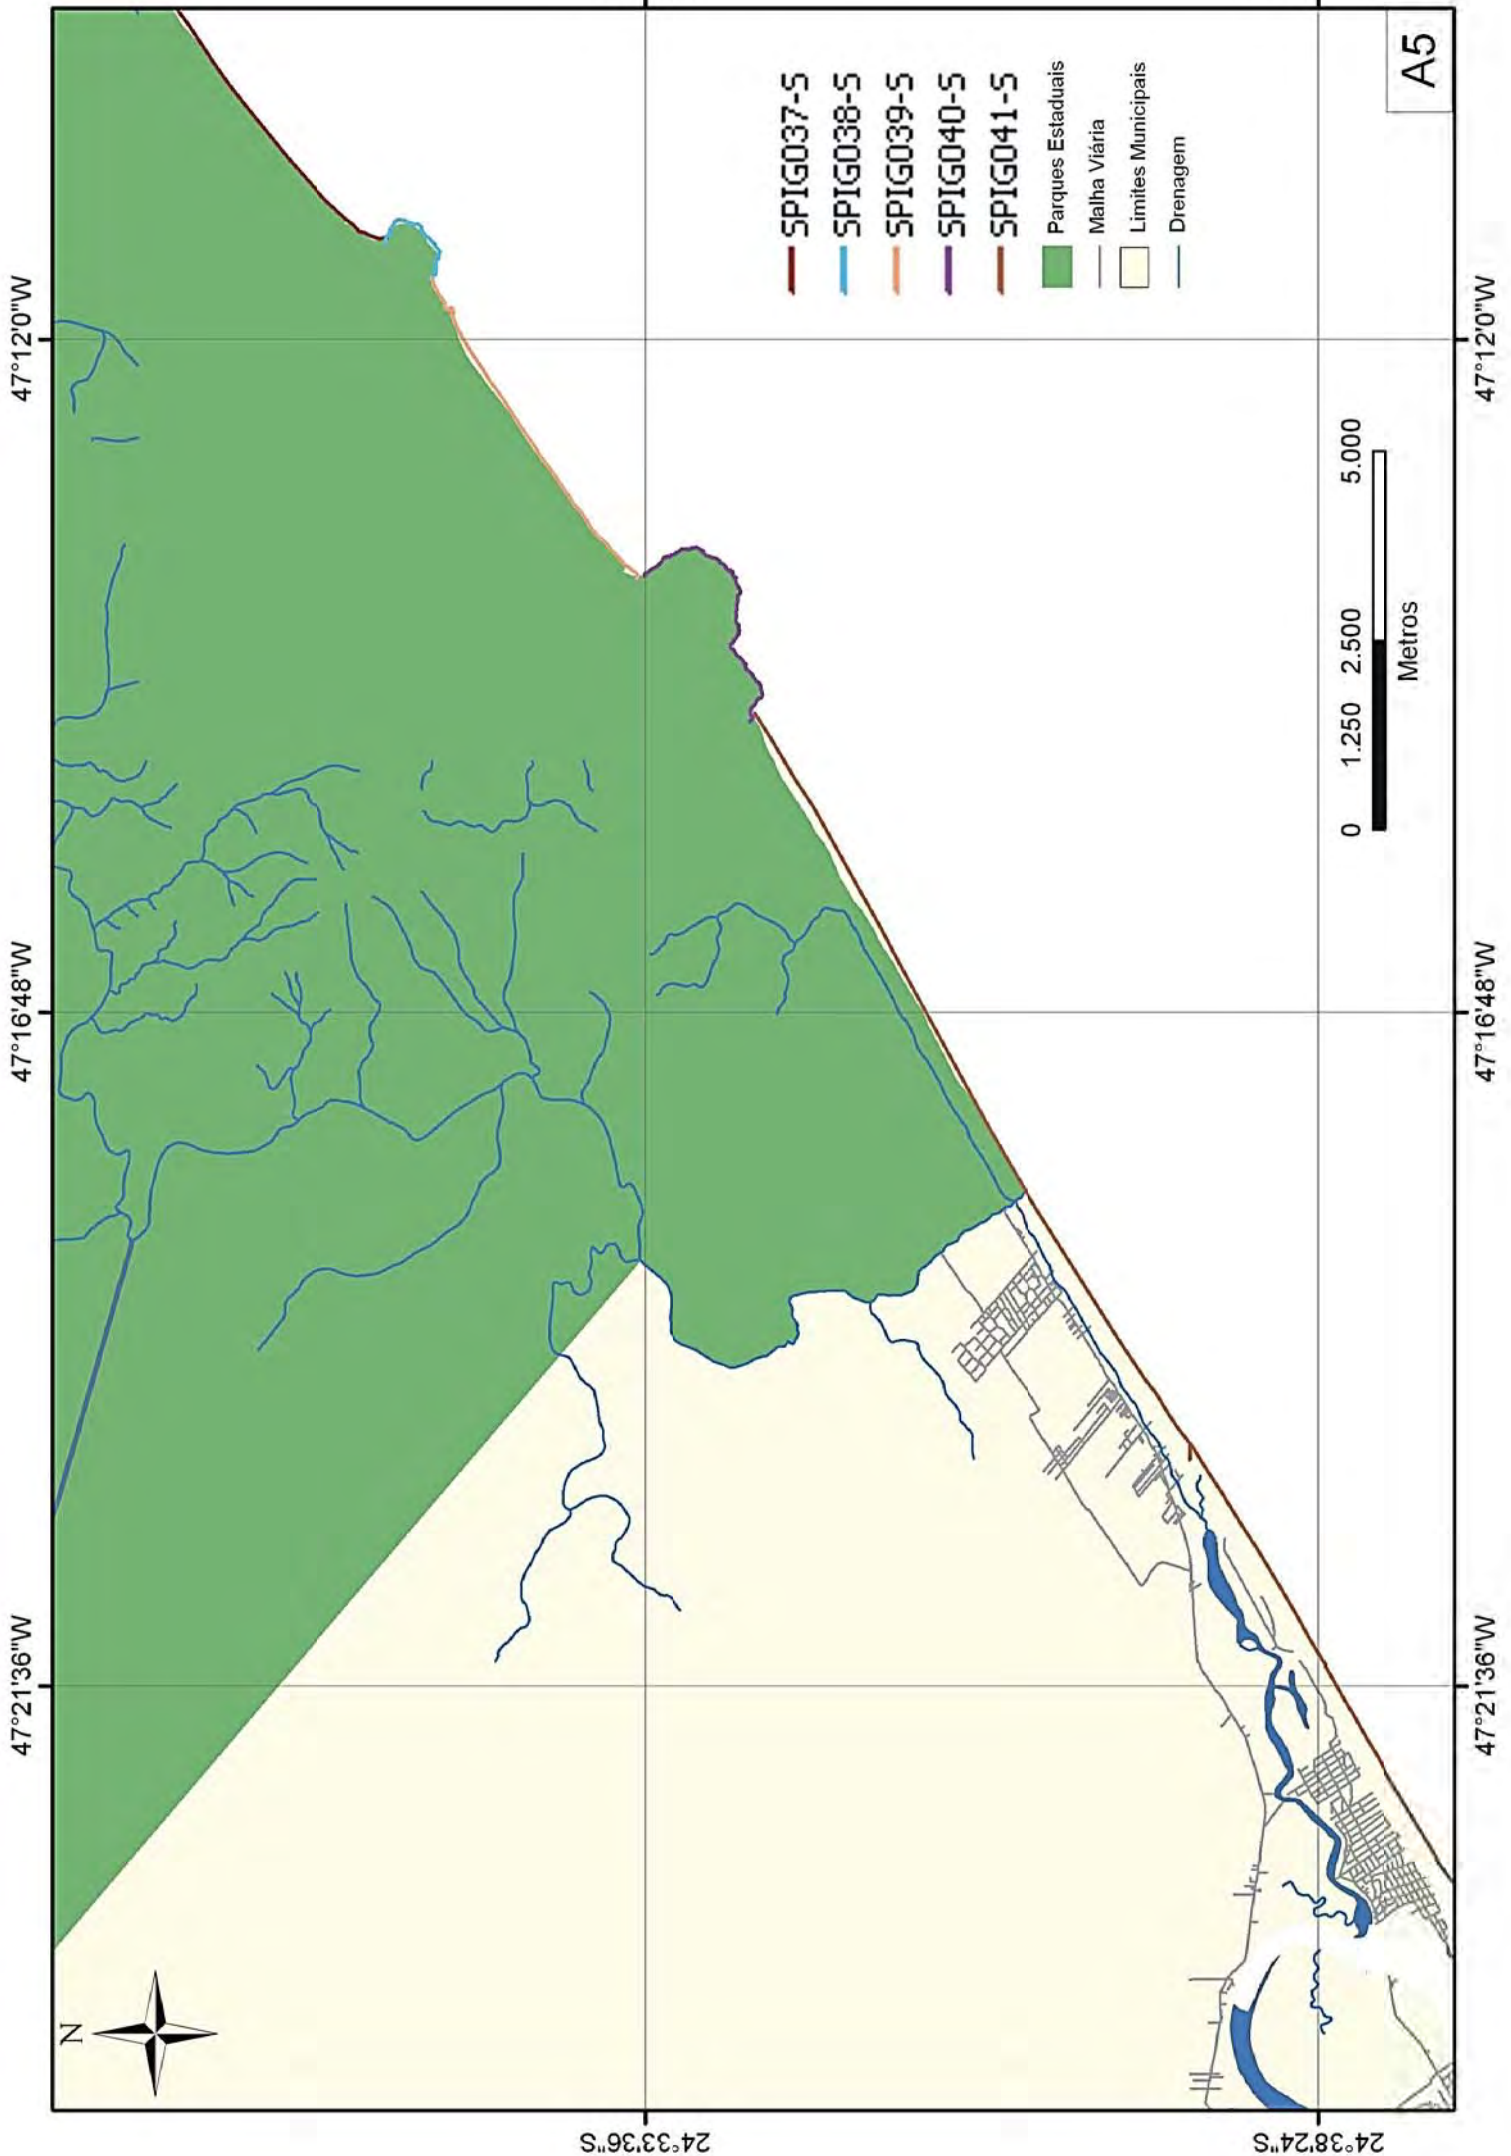 47°21'36"W
47°16'48"W
47°12'0"W
N
24°33'36"S
24°38'24"S
SPIG037-S
SPIG038-S
SPIG039-S
SPIG040-S
SPIG041-S
Parques Estaduais
Malha Viária
Limites Municipais
Drenagem
0 1.250 2.500 5.000
Metros
A5
47°21'36"W
47°16'48"W
47°12'0"W